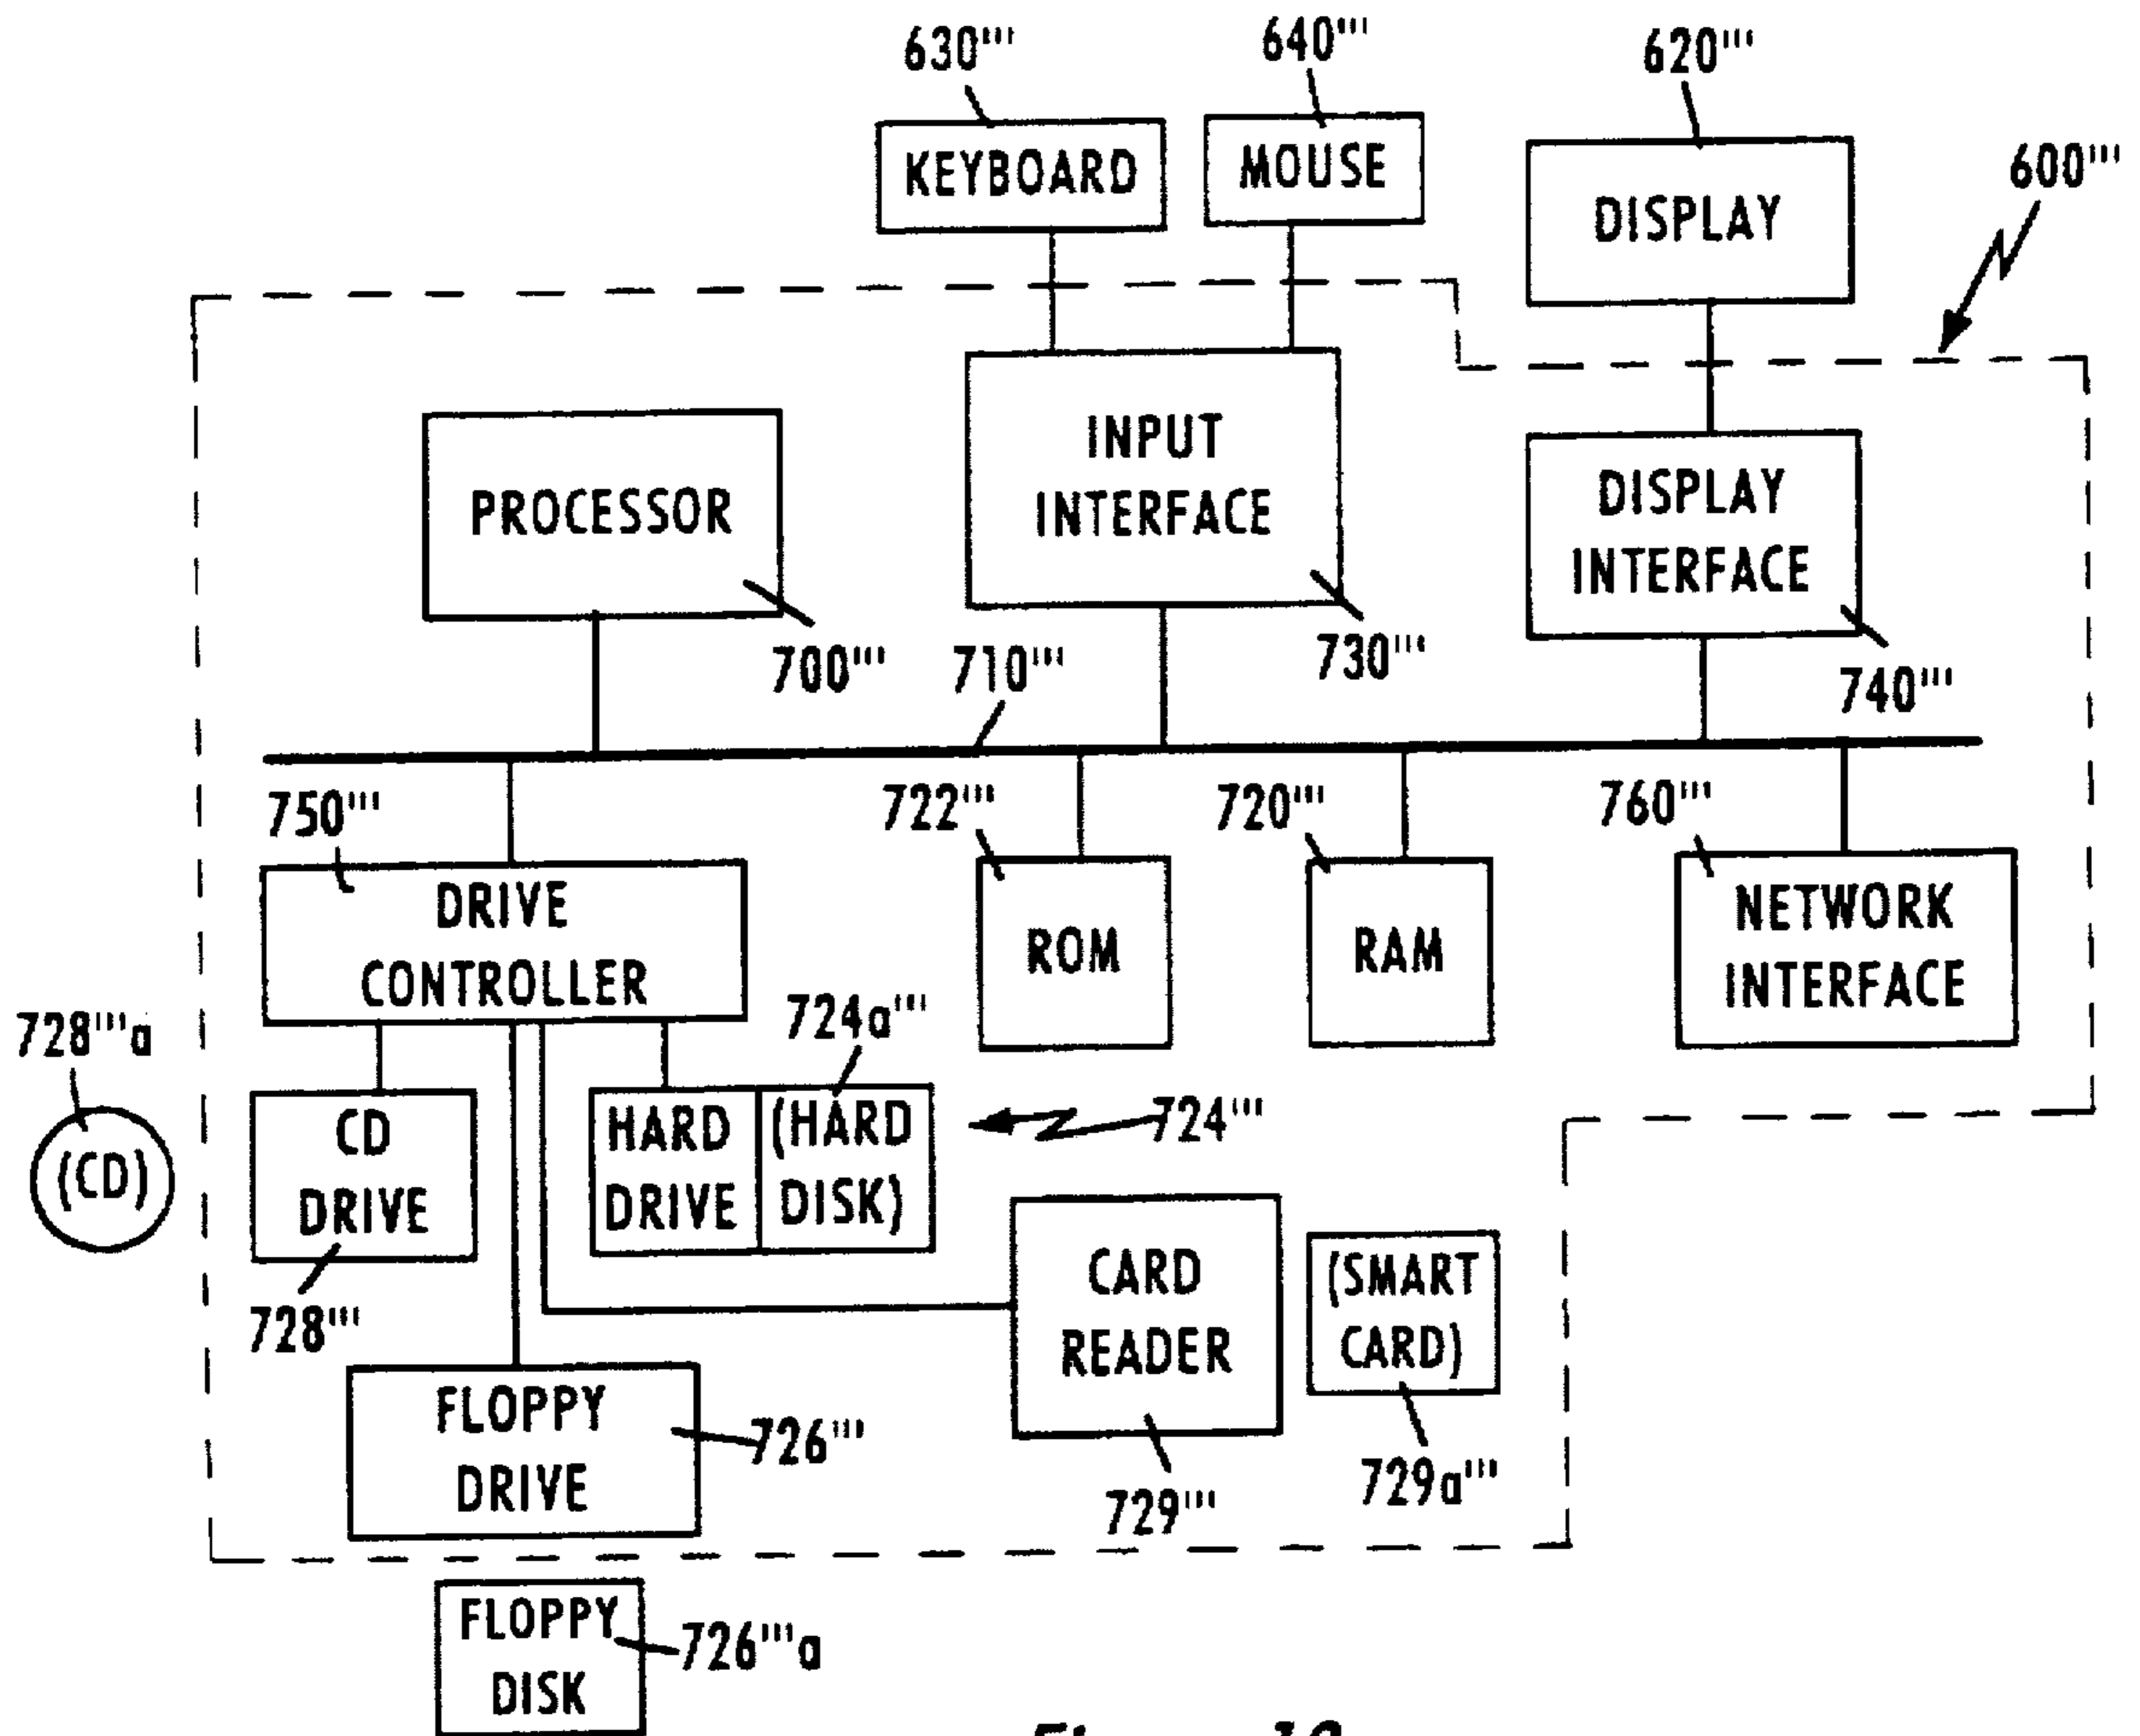 630'''
640'''
620'''
600'''
KEYBOARD
MOUSE
DISPLAY
PROCESSOR
INPUT
INTERFACE
DISPLAY
INTERFACE
700'''
710'''
730'''
740'''
750'''
722'''
720'''
760'''
DRIVE
CONTROLLER
ROM
RAM
NETWORK
INTERFACE
728'''a
724a'''
(CD)
CD
DRIVE
HARD
DRIVE
(HARD
DISK)
724'''
728'''
CARD
READER
(SMART
CARD)
FLOPPY
DRIVE
726'''
729'''
729a'''
FLOPPY
DISK
726'''a